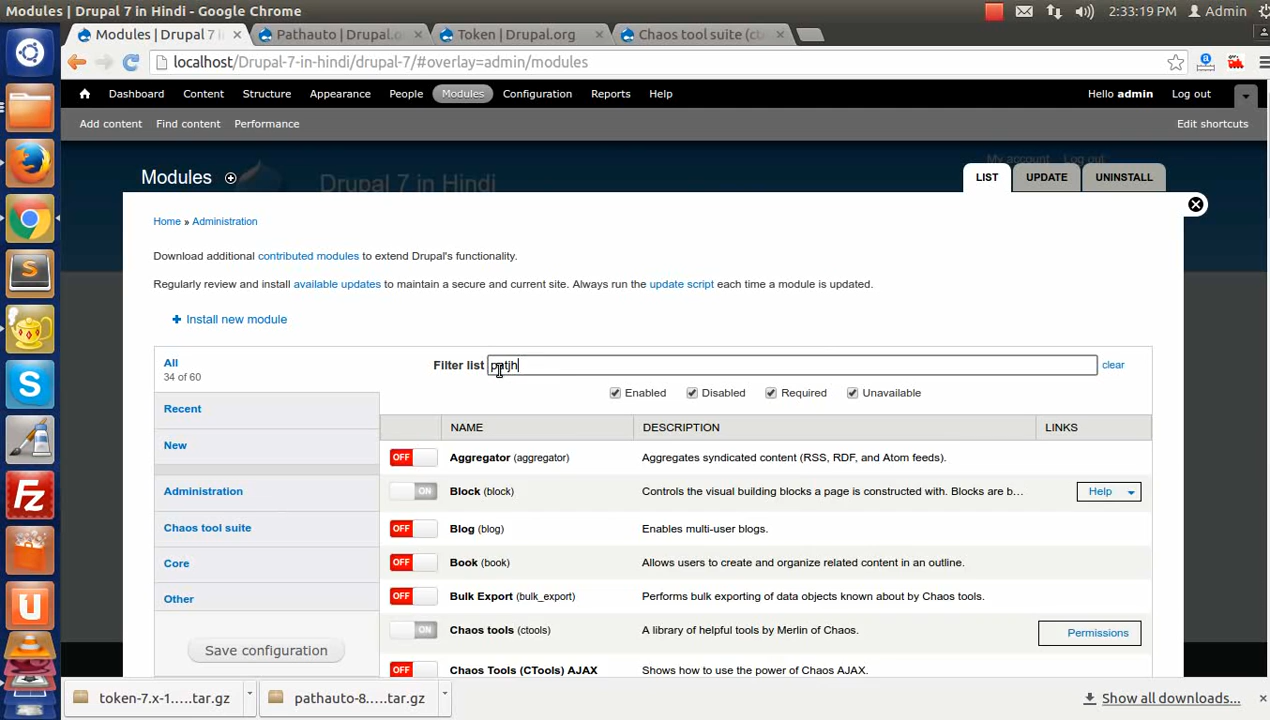 Modules | Drupal 7 in Hindi - Google Chrome
2:33:19 PM Admin
Modules | Drupal 7 i
Pathauto | Drupal.o
Token | Drupal.org
Chaos tool suite (ct
localhost/Drupal-7-in-hindi/drupal-7/#overlay=admin/modules
Dashboard Content Structure Appearance People Modules Configuration Reports Help
Hello admin Log out
Add content Find content Performance
Edit shortcuts
My account Log out
Drupal 7 in Hindi
Modules
LIST UPDATE UNINSTALL
Home » Administration
Download additional contributed modules to extend Drupal's functionality.
Regularly review and install available updates to maintain a secure and current site. Always run the update script each time a module is updated.
Install new module
All
34 of 60
Recent
New
Administration
Chaos tool suite
Core
Other
Save configuration
Filter list patjh clear
Enabled Disabled Required Unavailable
NAME DESCRIPTION LINKS
OFF Aggregator (aggregator) Aggregates syndicated content (RSS, RDF, and Atom feeds).
ON Block (block) Controls the visual building blocks a page is constructed with. Blocks are b… Help
OFF Blog (blog) Enables multi-user blogs.
OFF Book (book) Allows users to create and organize related content in an outline.
OFF Bulk Export (bulk_export) Performs bulk exporting of data objects known about by Chaos tools.
ON Chaos tools (ctools) A library of helpful tools by Merlin of Chaos. Permissions
OFF Chaos Tools (CTools) AJAX Shows how to use the power of Chaos AJAX.
token-7.x-1.....tar.gz
pathauto-8....tar.gz
Show all downloads...